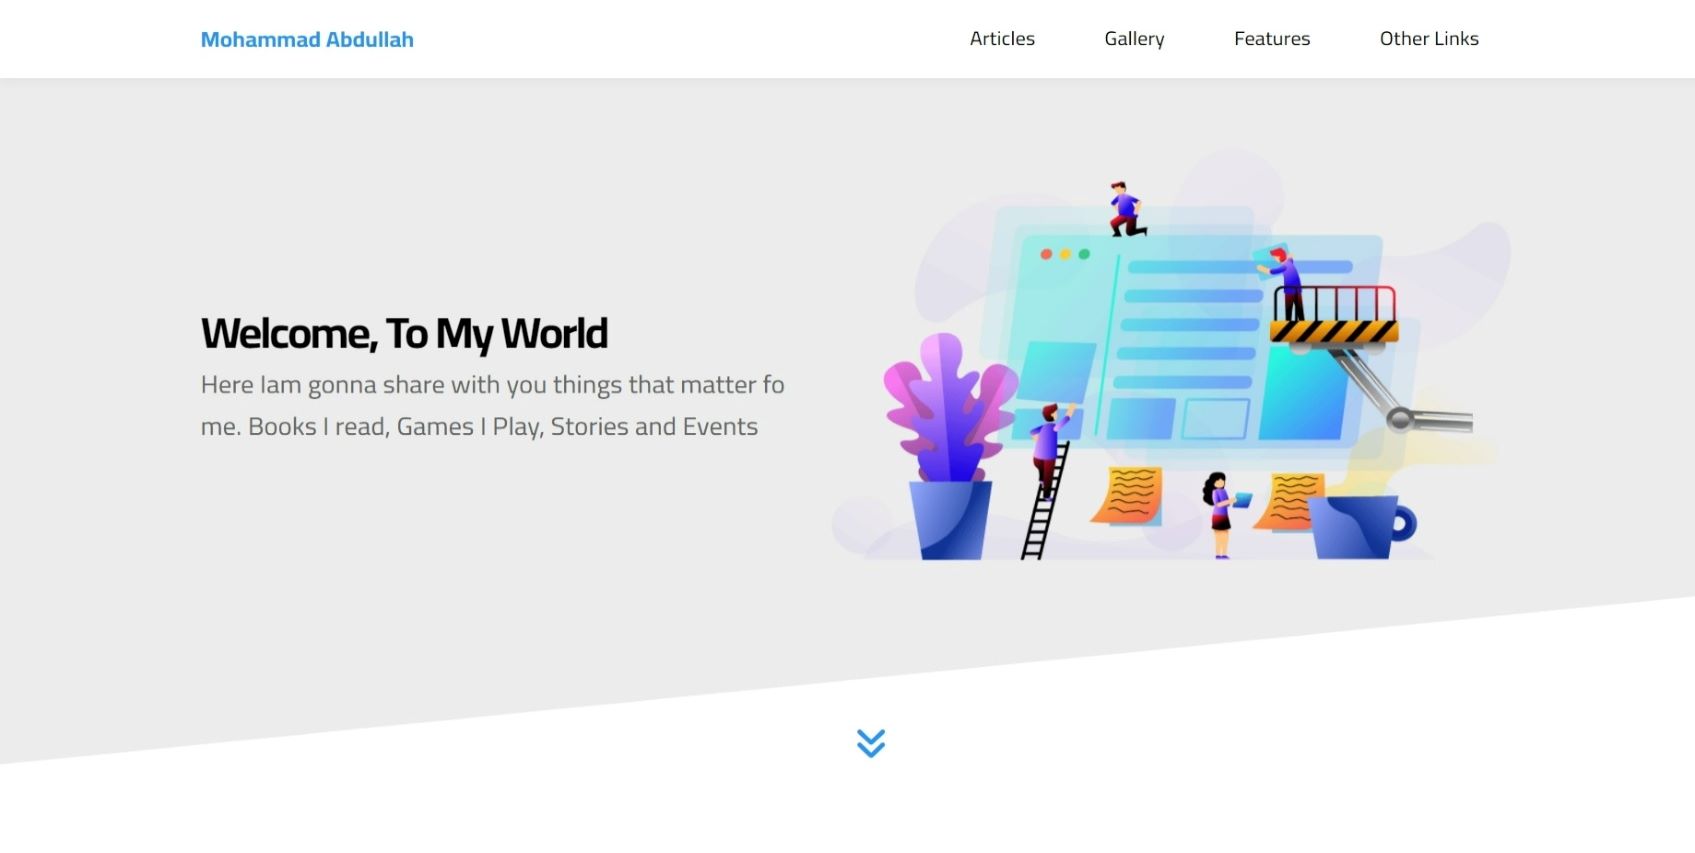 Mohammad Abdullah
Articles
Gallery
Features
Other Links
Welcome, To My World
Here Iam gonna share with you things that matter fo
me. Books I read, Games I Play, Stories and Events